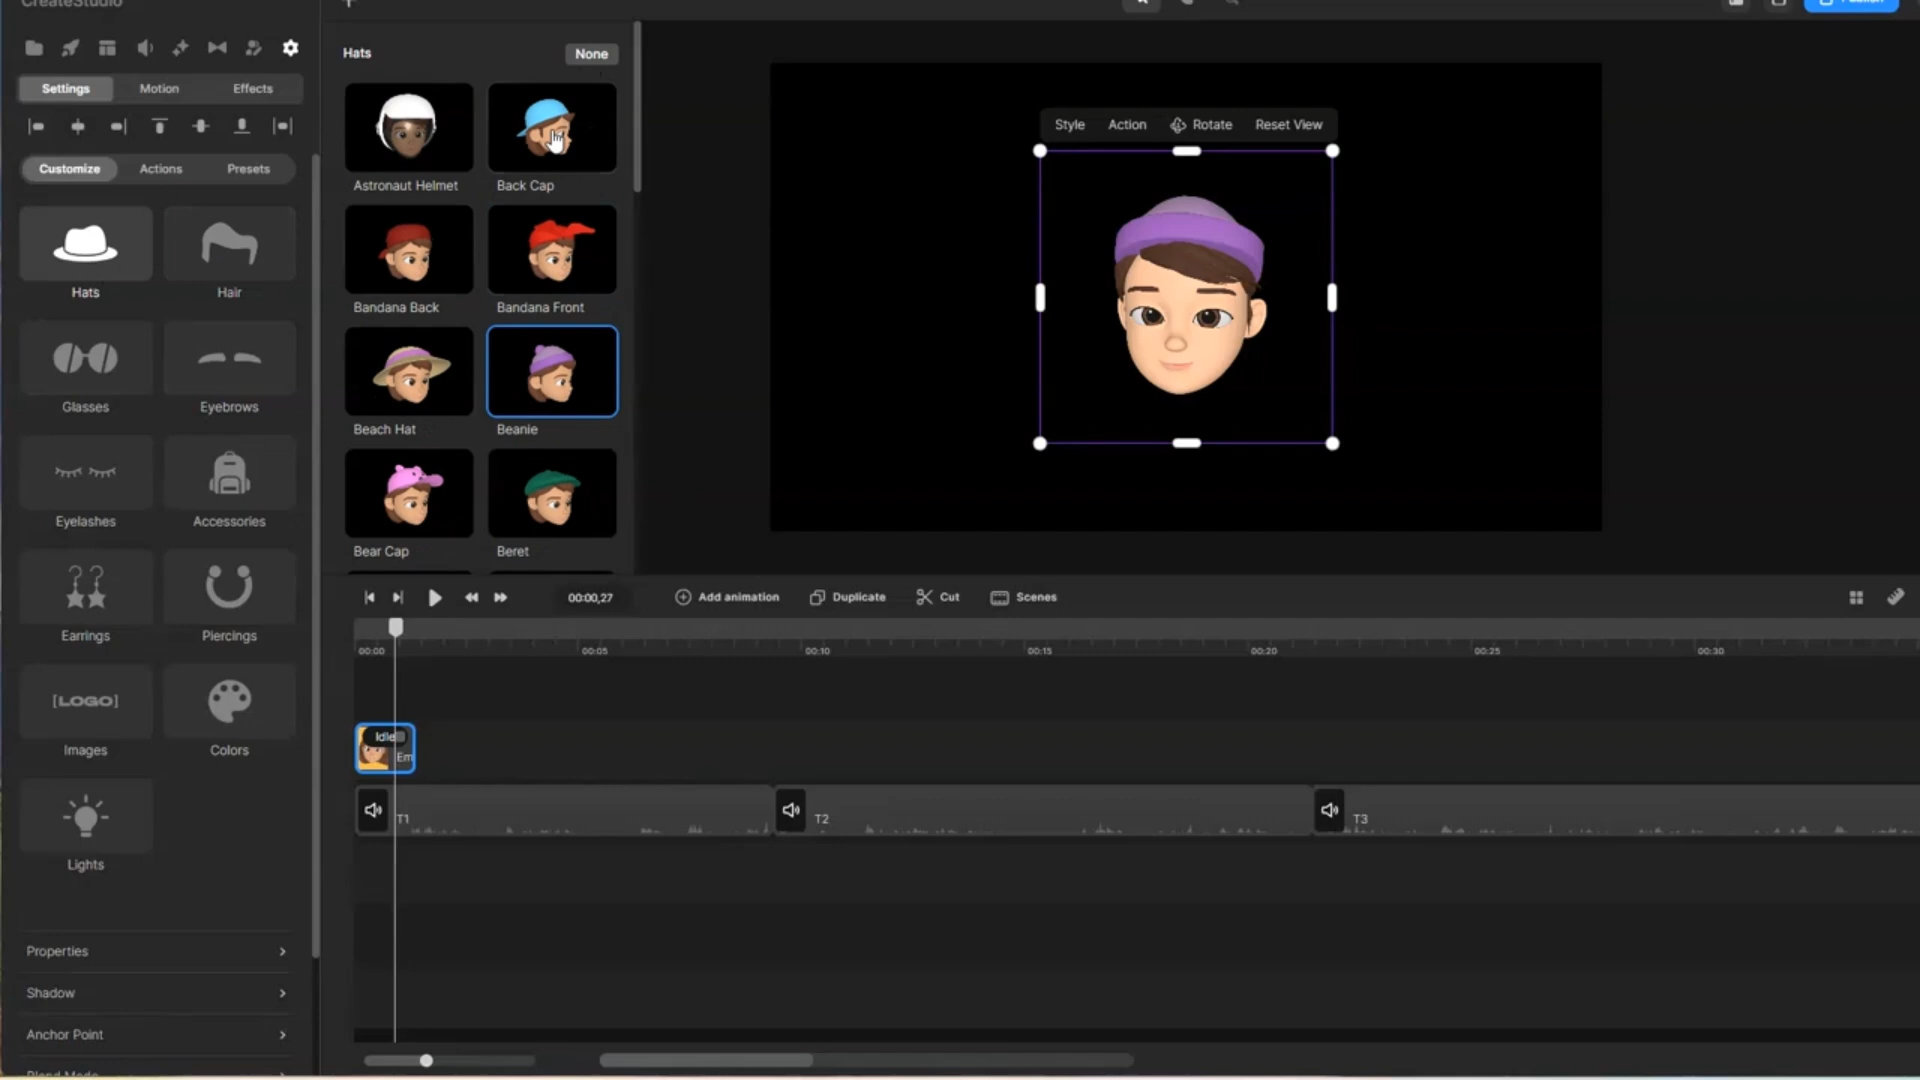 CreateStudio
Publish
Settings
Motion
Effects
Customize
Actions
Presets
Hats
Hair
Glasses
Eyebrows
Eyelashes
Accessories
Earrings
Piercings
[LOGO]
Images
Colors
Lights
Properties
Shadow
Anchor Point
Blend Mode
Hats
None
Astronaut Helmet
Back Cap
Bandana Back
Bandana Front
Beach Hat
Beanie
Bear Cap
Beret
Style
Action
Rotate
Reset View
00:00,27
Add animation
Duplicate
Cut
Scenes
00:00
00:05
00:10
00:15
00:20
00:25
00:30
Idle
Em
T1
T2
T3